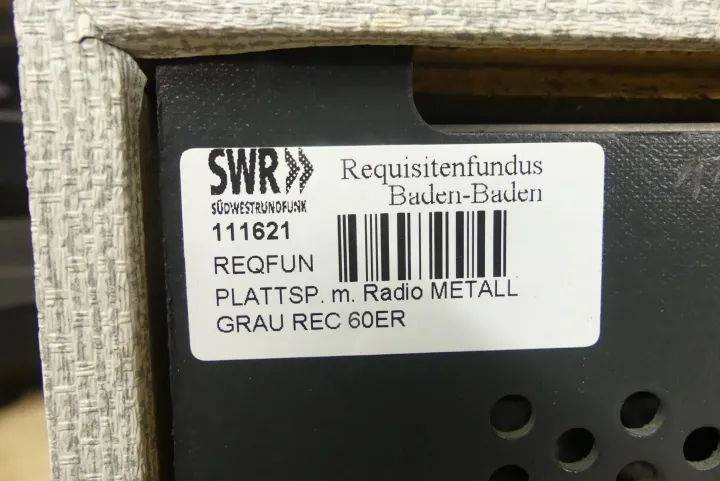 SWR
SÜDWESTRUNDFUNK
Requisitenfundus
Baden-Baden
111621
REQFUN
PLATTSP. m. Radio METALL
GRAU REC 60ER